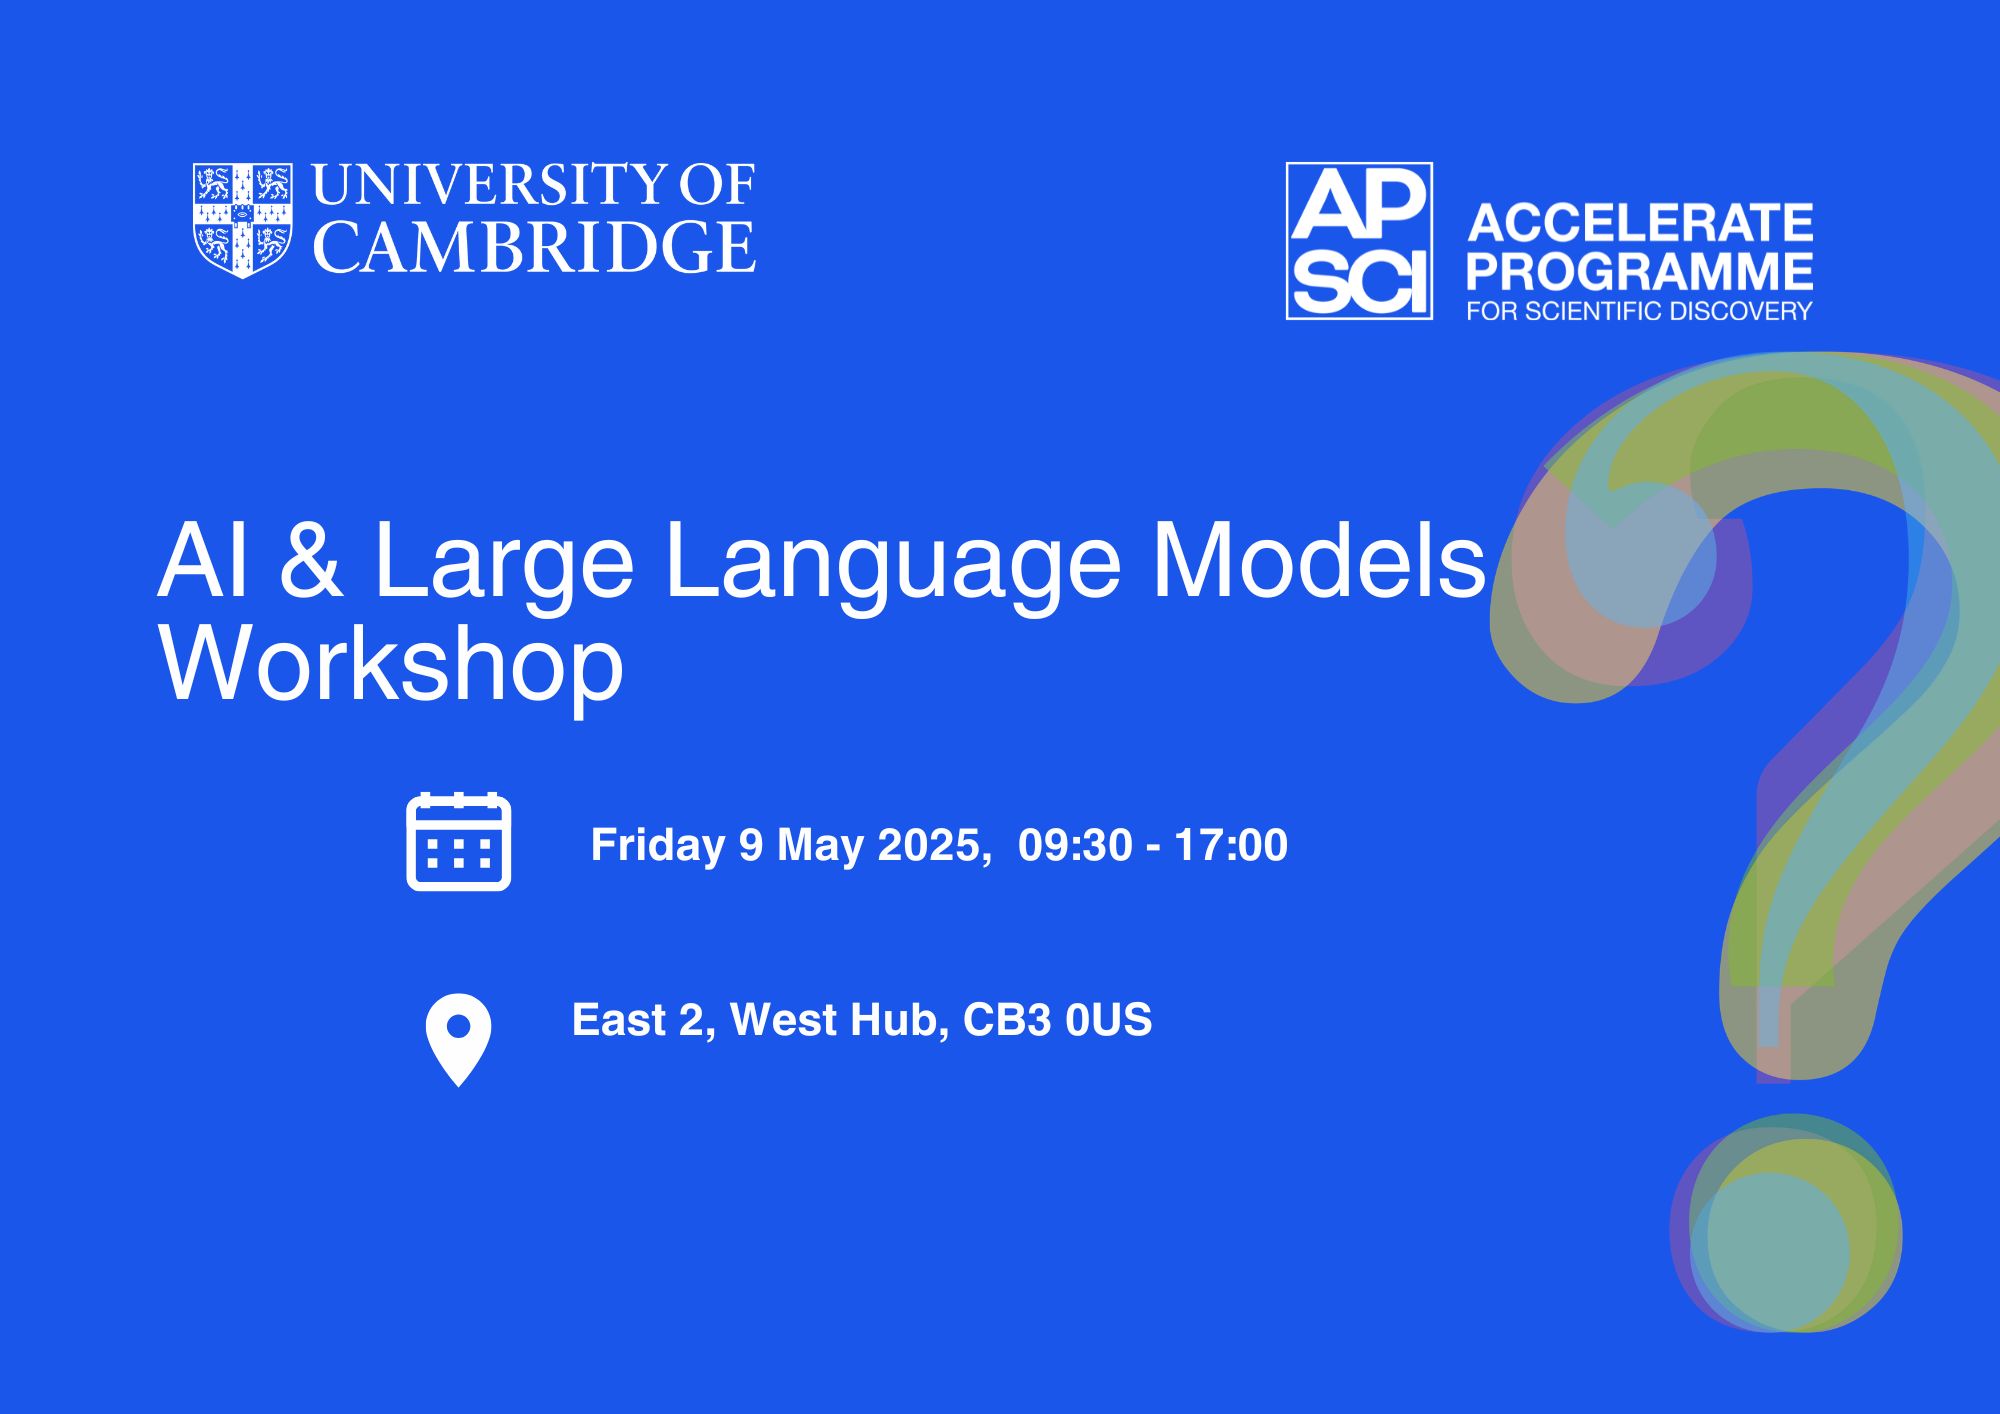 UNIVERSITY OF
CAMBRIDGE
AP
SCI
ACCELERATE
PROGRAMME
FOR SCIENTIFIC DISCOVERY
AI & Large Language Models
Workshop
Friday 9 May 2025,  09:30 - 17:00
East 2, West Hub, CB3 0US